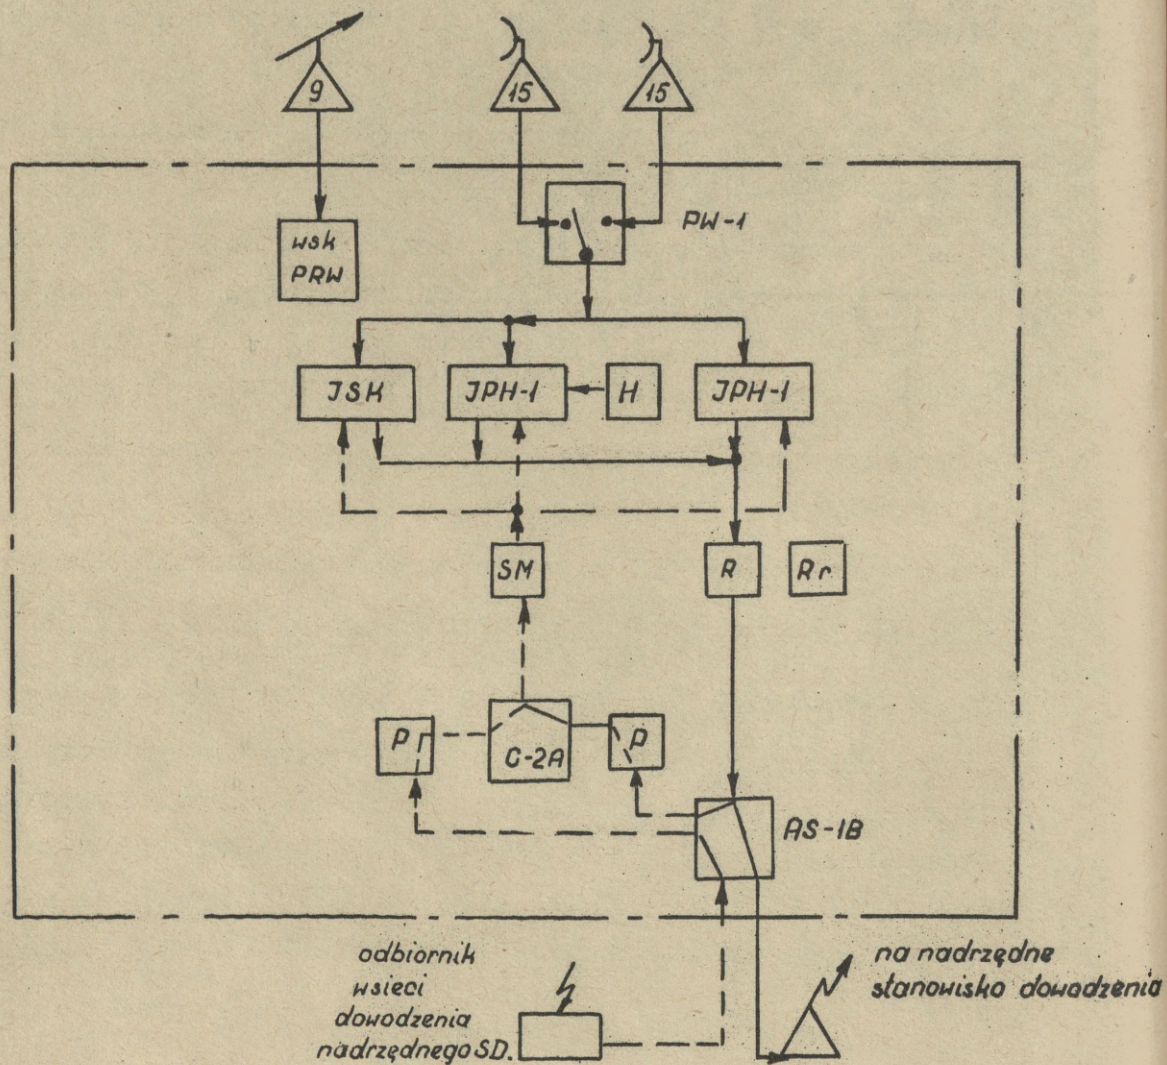 9
15
15
PW-1
wsk
PRW
JSK
JPH-1
H
JPH-1
SM
R
Rr
P
C-2A
P
AS-1B
odbiornik
wsieci
dowodzenia
nadrzędnego SD.
na nadrzędne
stanowisko dowodzenia